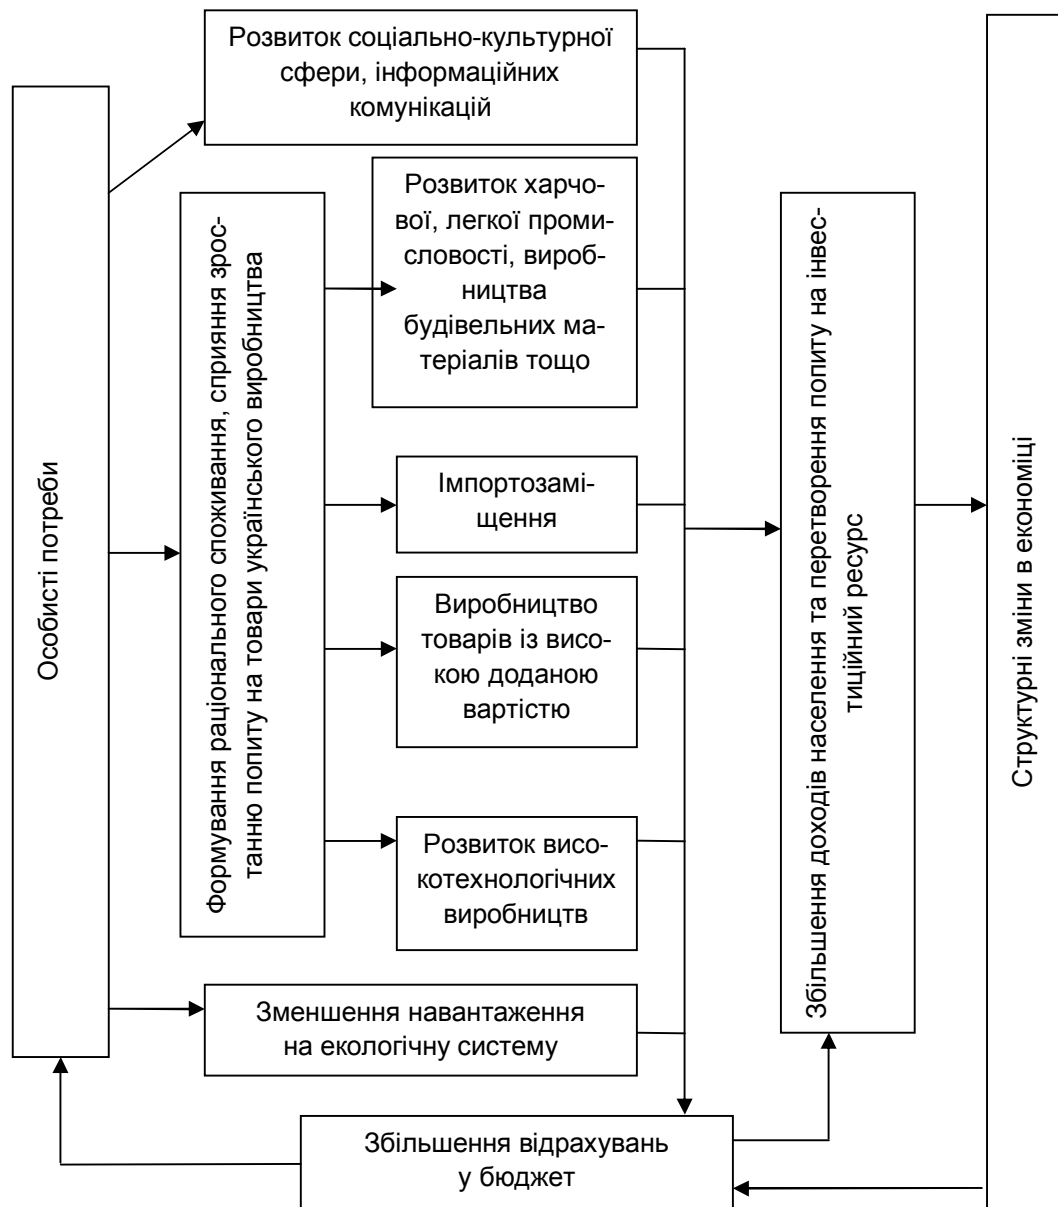 Розвиток соціально-культурної
сфери, інформаційних
комунікацій
Особисті потреби
Формування раціонального споживання, сприяння зрос-
танню попиту на товари українського виробництва
Розвиток харчо-
вої, легкої проми-
словості, вироб-
ництва
будівельних ма-
теріалів тощо
Імпортозамі-
щення
Виробництво
товарів із висо-
кою доданою
вартістю
Розвиток висо-
котехнологічних
виробництв
Зменшення навантаження
на екологічну систему
Збільшення відрахувань
у бюджет
Збільшення доходів населення та перетворення попиту на інвес-
тиційний ресурс
Структурні зміни в економіці